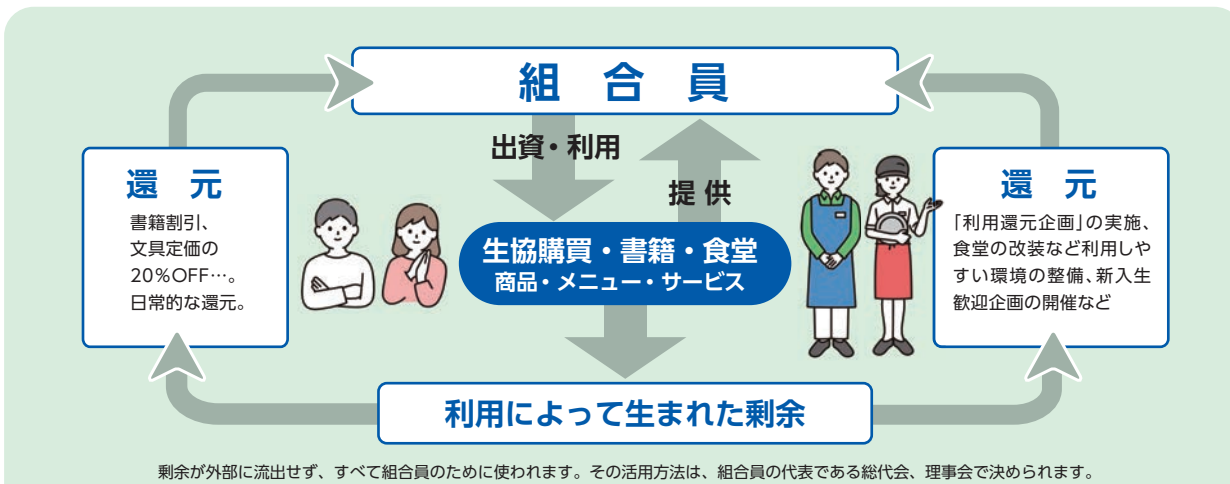 組 合 員
出資・利用
提 供
還 元
書籍割引、
文具定価の
20%OFF…。
日常的な還元。
生協購買・書籍・食堂
商品・メニュー・サービス
還 元
「利用還元企画」の実施、
食堂の改装など利用しや
すい環境の整備、新入生
歓迎企画の開催など
利用によって生まれた剰余
剰余が外部に流出せず、すべて組合員のために使われます。その活用方法は、組合員の代表である総代会、理事会で決められます。